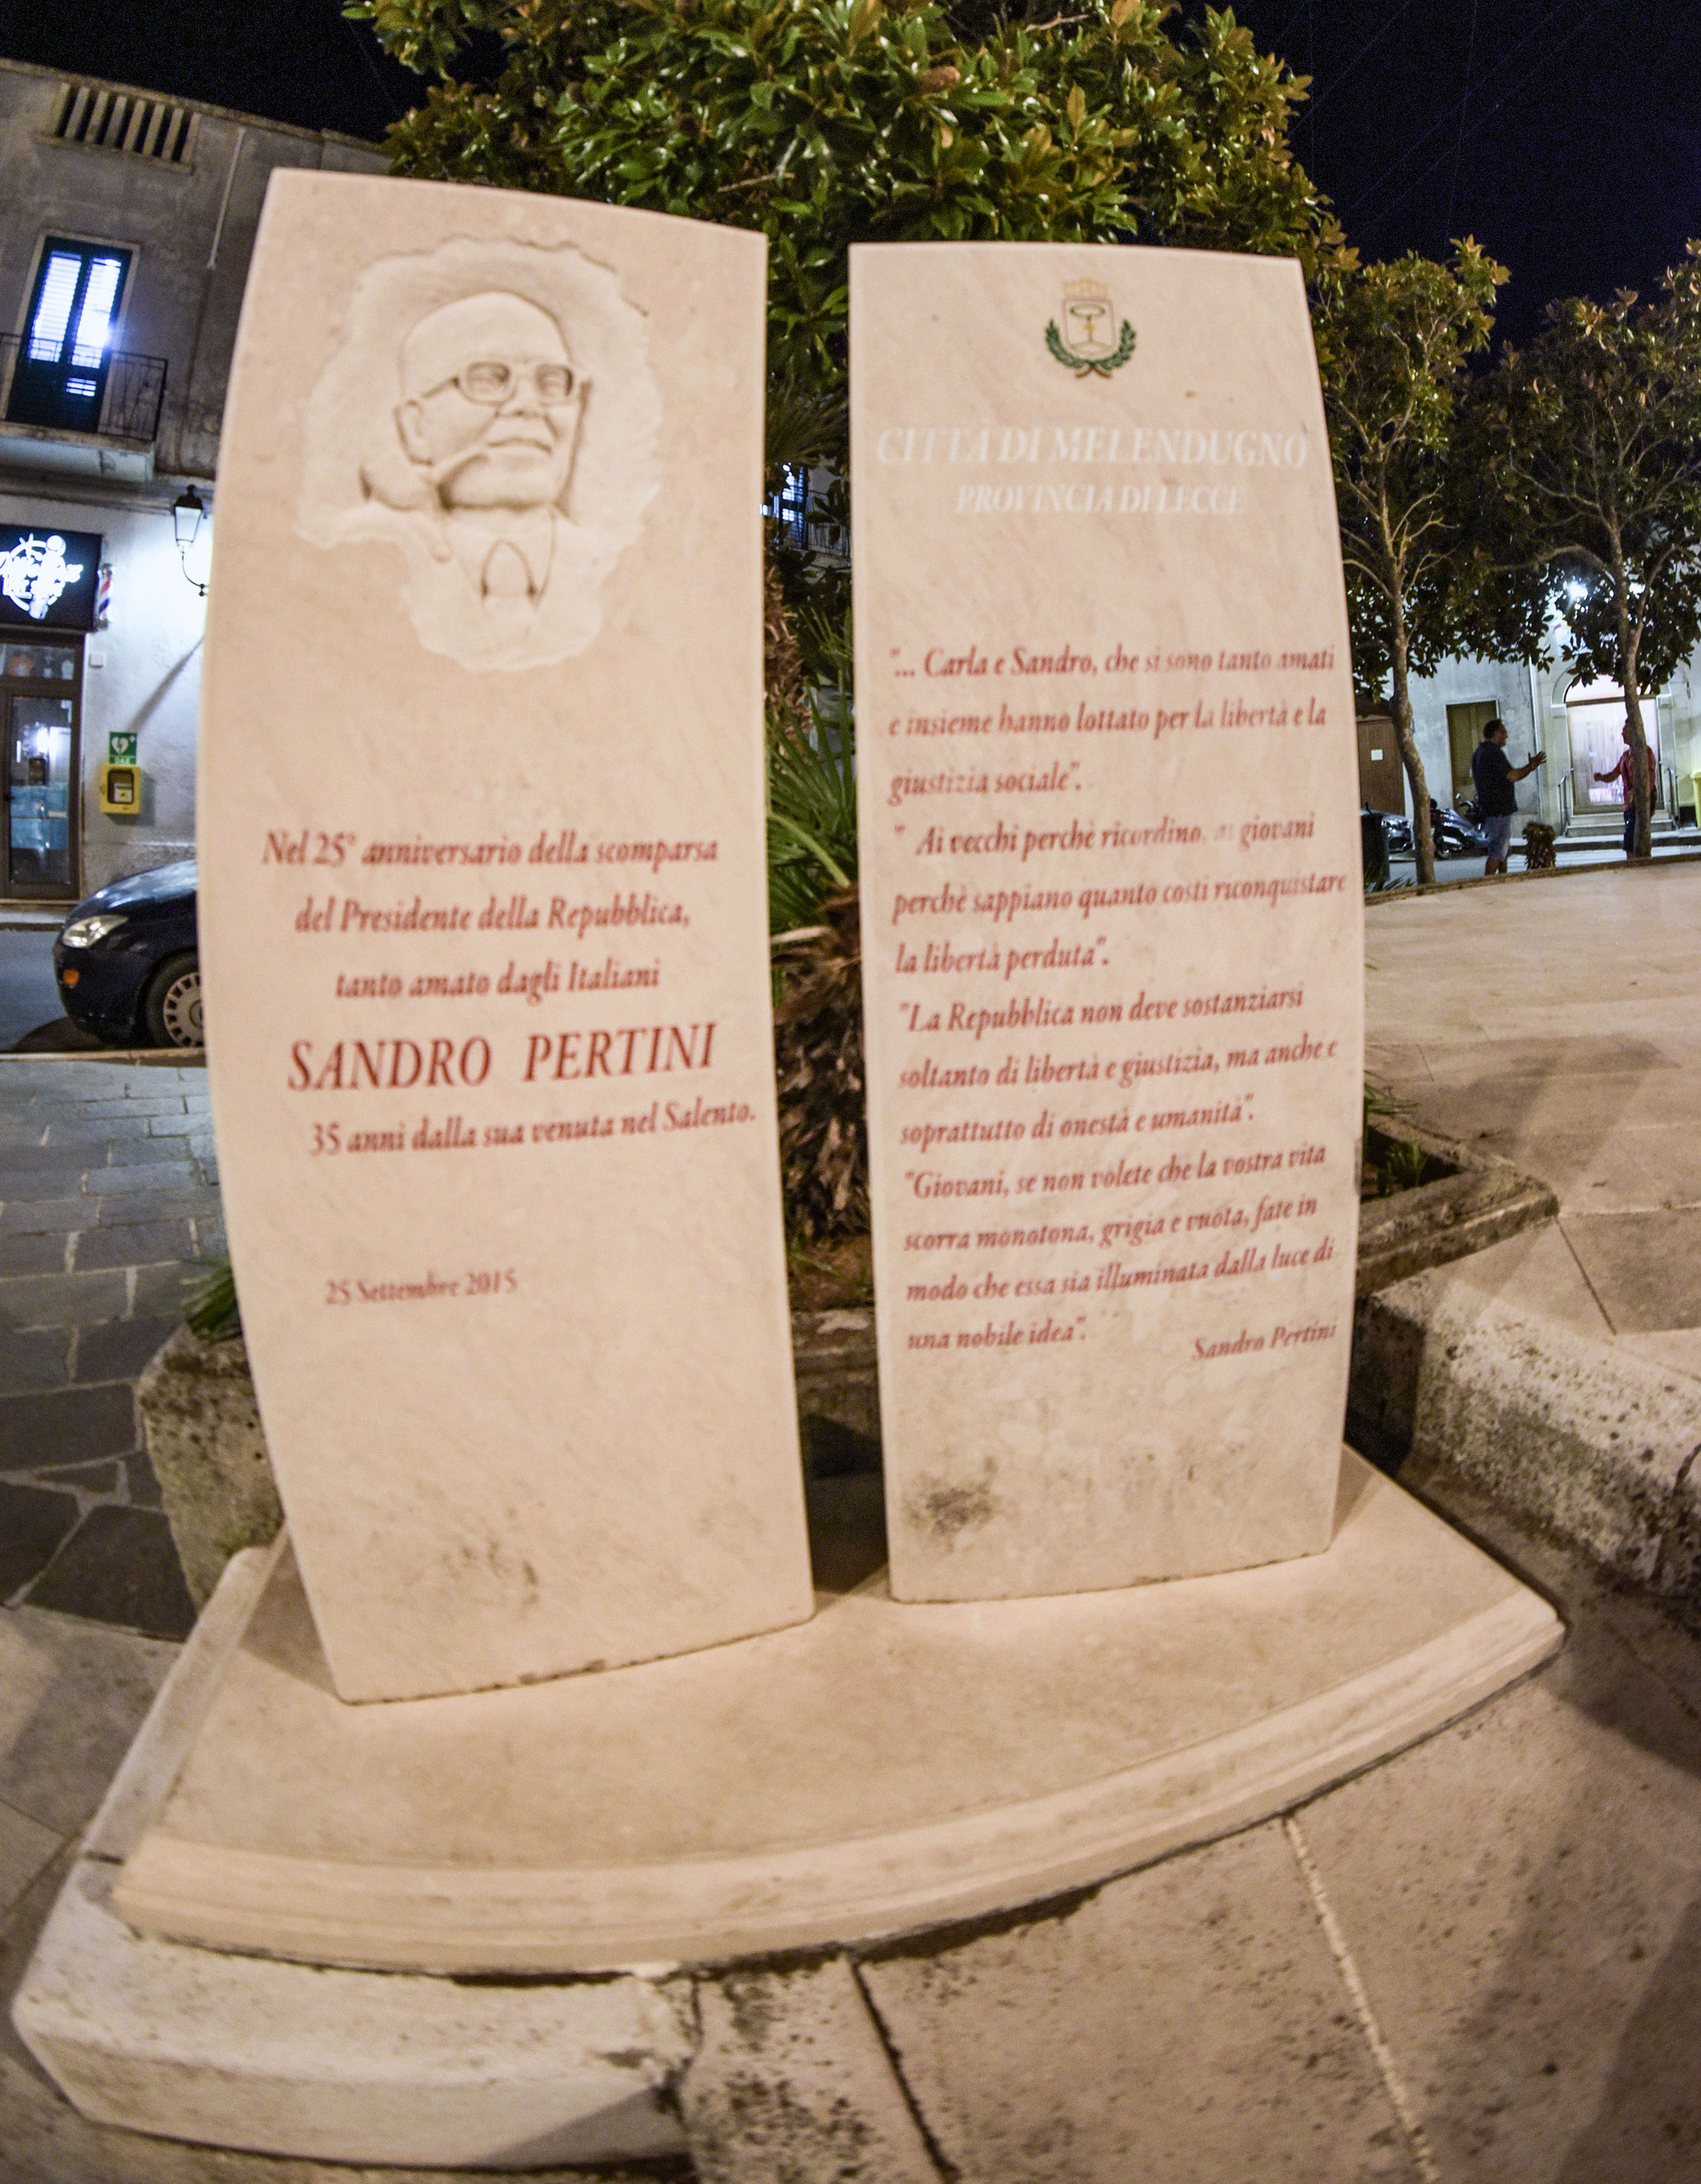 Nel 25° anniversario della scomparsa
del Presidente della Repubblica,
tanto amato dagli Italiani
SANDRO PERTINI
35 anni dalla sua venuta nel Salento.
25 Settembre 2015
CITTÀ DI MELENDUGNO
PROVINCIA DI LECCE
"... Carla e Sandro, che si sono tanto amati
e insieme hanno lottato per la libertà e la
giustizia sociale".
" Ai vecchi perchè ricordino, ai giovani
perchè sappiano quanto costi riconquistare
la libertà perduta".
"La Repubblica non deve sostanziarsi
soltanto di libertà e giustizia, ma anche e
soprattutto di onestà e umanità".
"Giovani, se non volete che la vostra vita
scorra monotona, grigia e vuota, fate in
modo che essa sia illuminata dalla luce di
una nobile idea".
Sandro Pertini